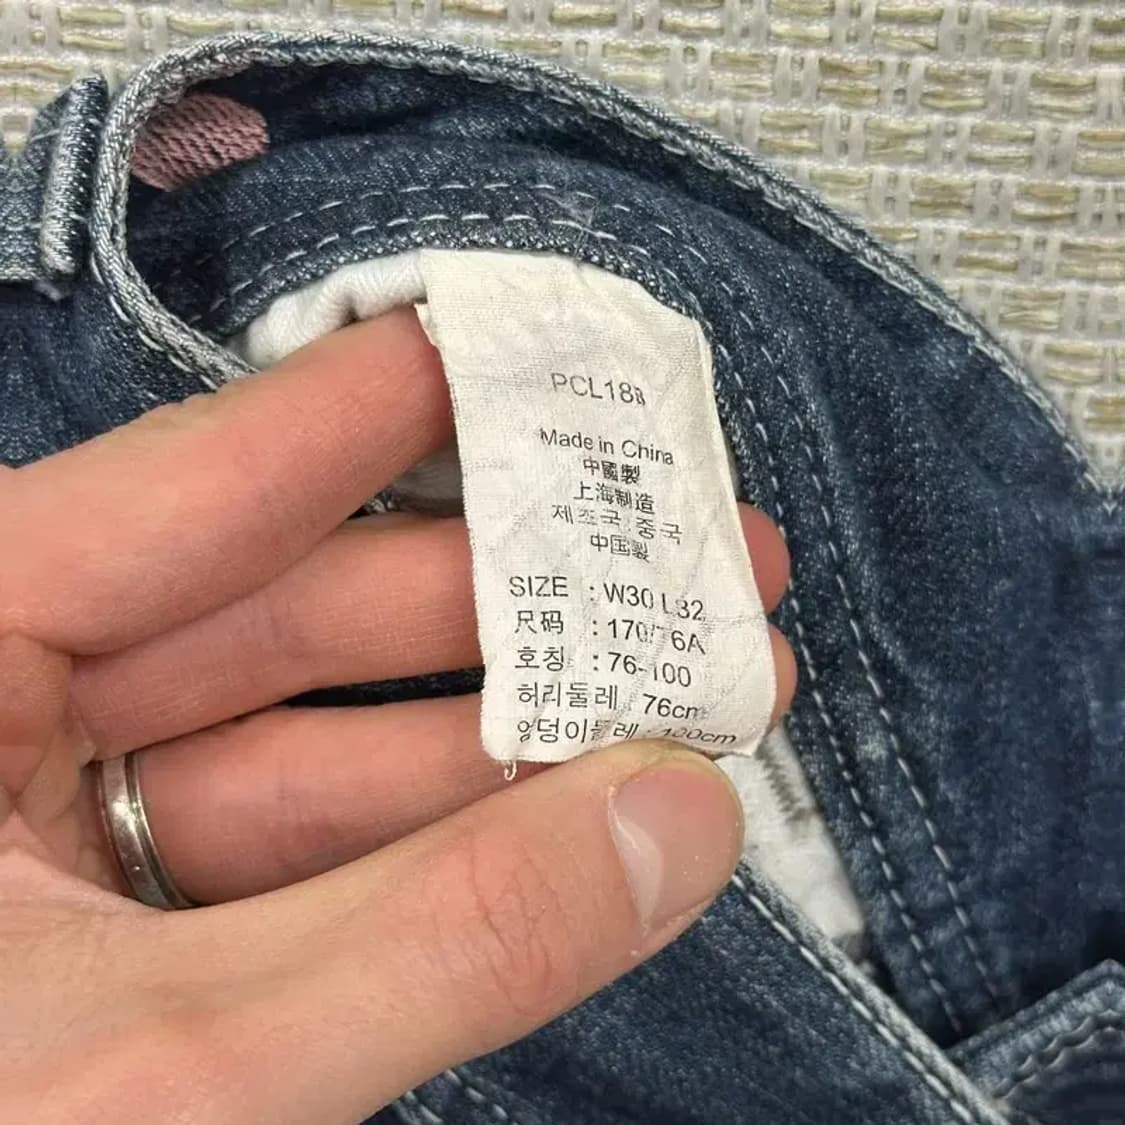 PCL188
Made in China
中國製
上海制造
제조국:중국
中国製
SIZE : W30 L32
尺码 : 170/76A
호칭 : 76-100
허리둘레 : 76cm
엉덩이둘레 : 100cm